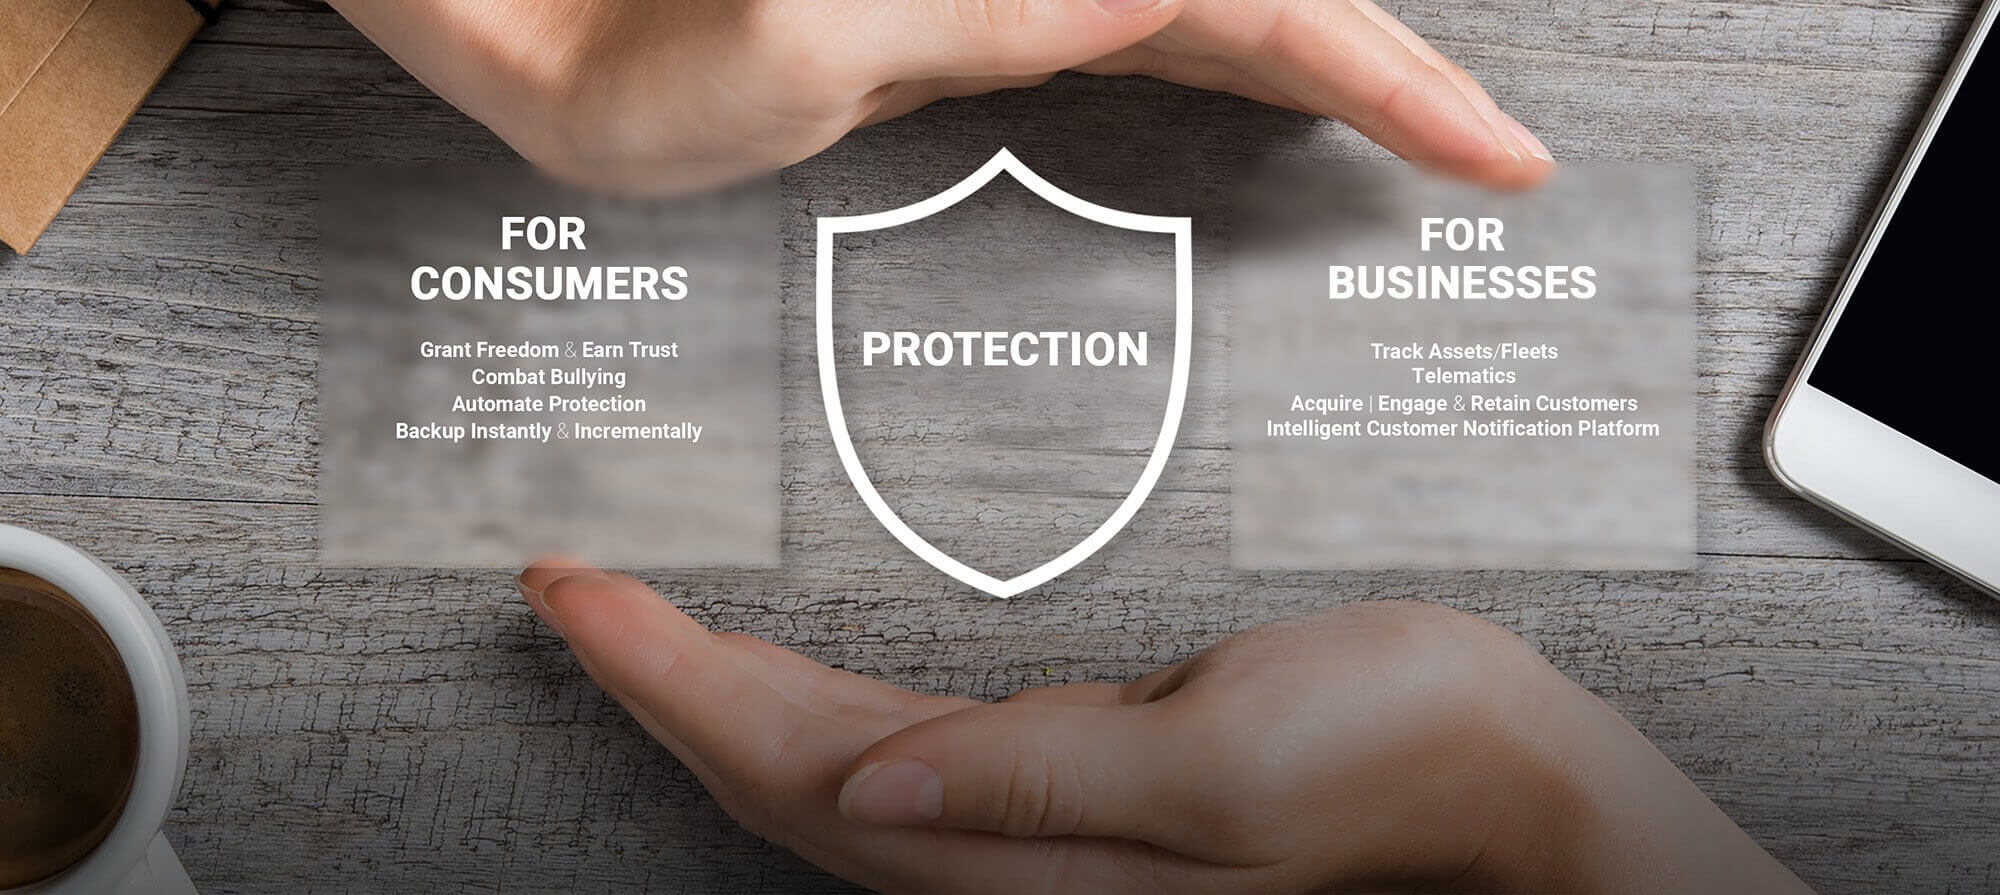 FOR
CONSUMERS
Grant Freedom & Earn Trust
Combat Bullying
Automate Protection
Backup Instantly & Incrementally
PROTECTION
FOR
BUSINESSES
Track Assets/Fleets
Telematics
Acquire | Engage & Retain Customers
Intelligent Customer Notification Platform